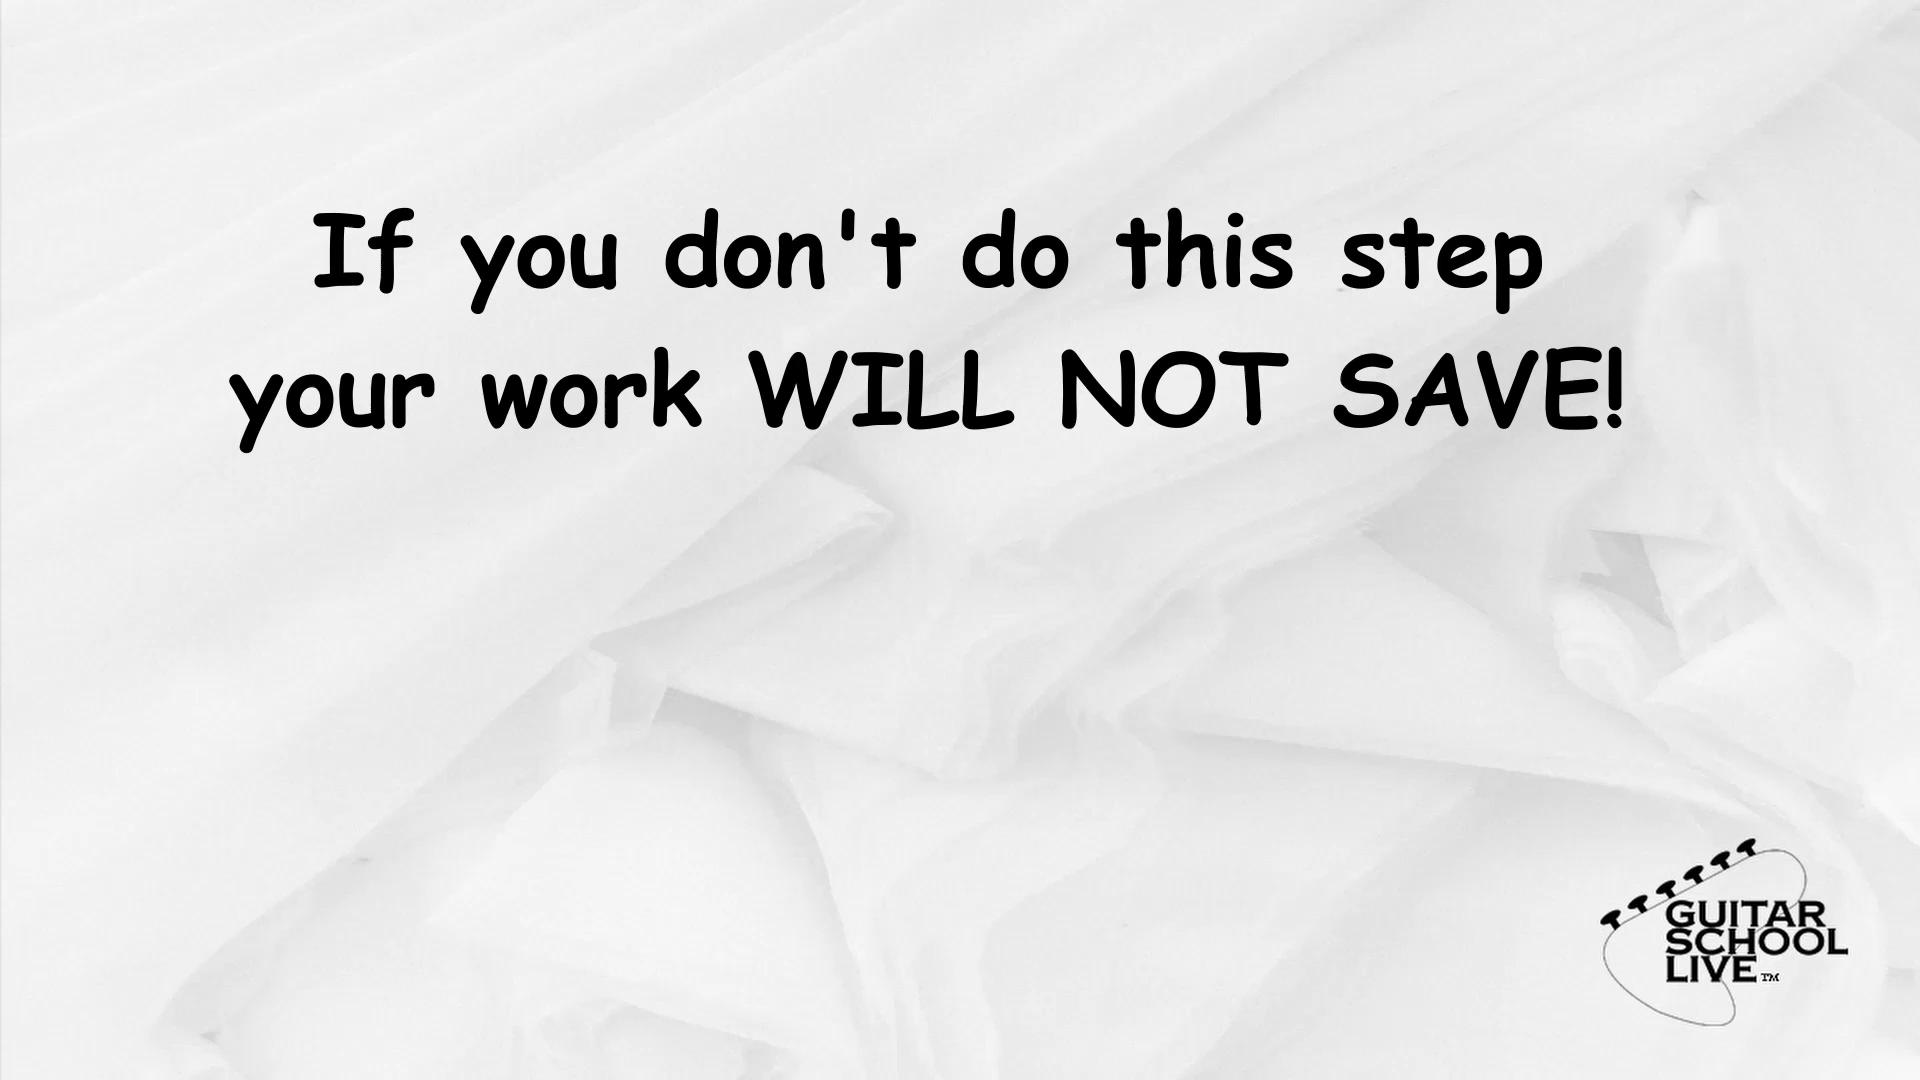 If you don't do this step
your work WILL NOT SAVE!
GUITAR
SCHOOL
LIVE™